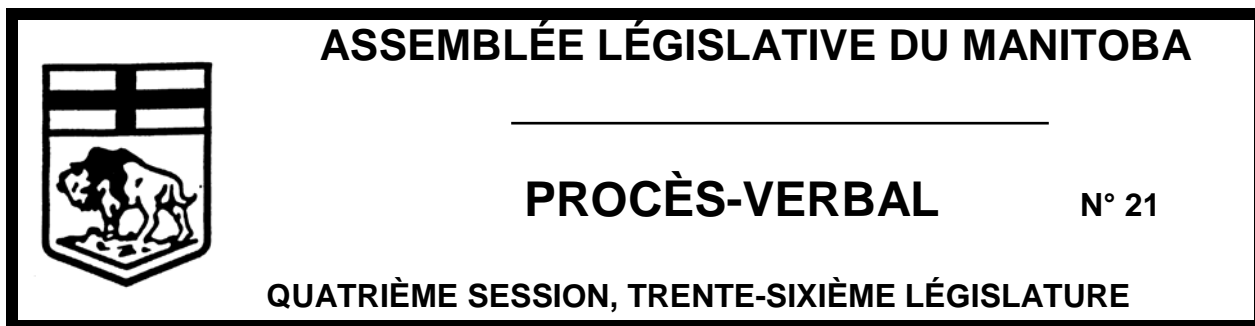 ASSEMBLÉE LÉGISLATIVE DU MANITOBA
PROCÈS-VERBAL N° 21
QUATRIÈME SESSION, TRENTE-SIXIÈME LÉGISLATURE